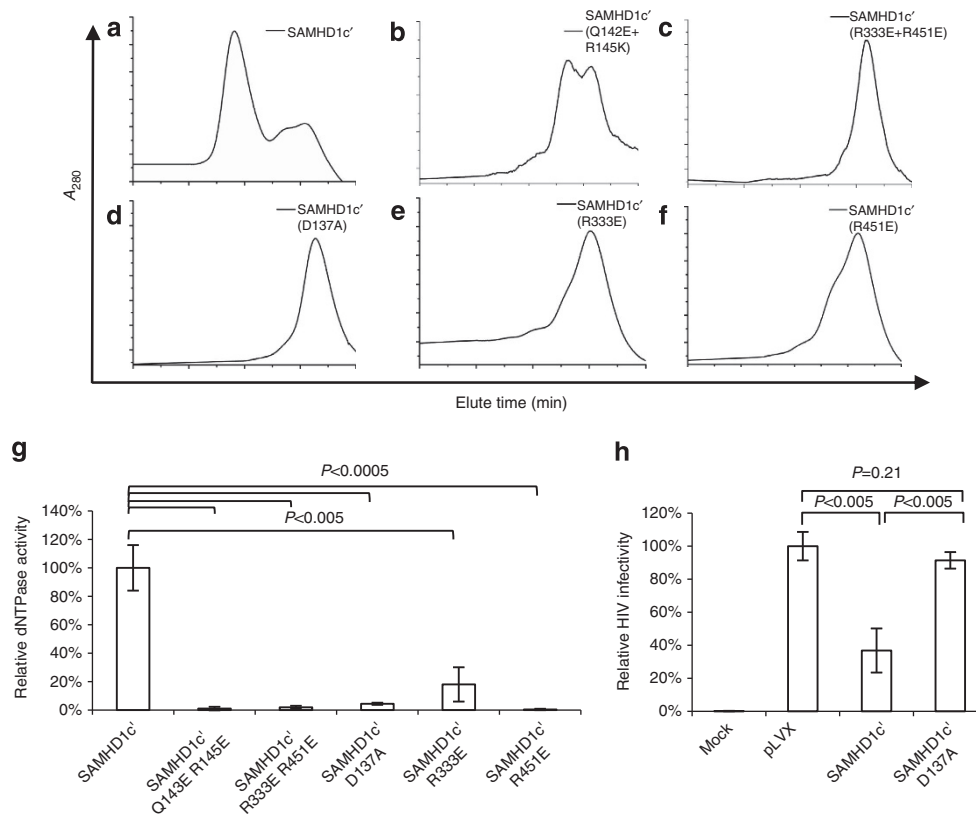 a
SAMHD1c′
b
SAMHD1c′
(Q142E+
R145K)
c
SAMHD1c′
(R333E+R451E)
A280
d
SAMHD1c′
(D137A)
e
SAMHD1c′
(R333E)
f
SAMHD1c′
(R451E)
Elute time (min)
g
P<0.0005
P<0.005
Relative dNTPase activity
140%
120%
100%
80%
60%
40%
20%
0%
SAMHD1c′
SAMHD1c′
Q143E R145E
SAMHD1c′
R333E R451E
SAMHD1c′
D137A
SAMHD1c′
R333E
SAMHD1c′
R451E
h
P=0.21
P<0.005
P<0.005
Relative HIV infectivity
120%
100%
80%
60%
40%
20%
0%
Mock
pLVX
SAMHD1c′
SAMHD1c′
D137A